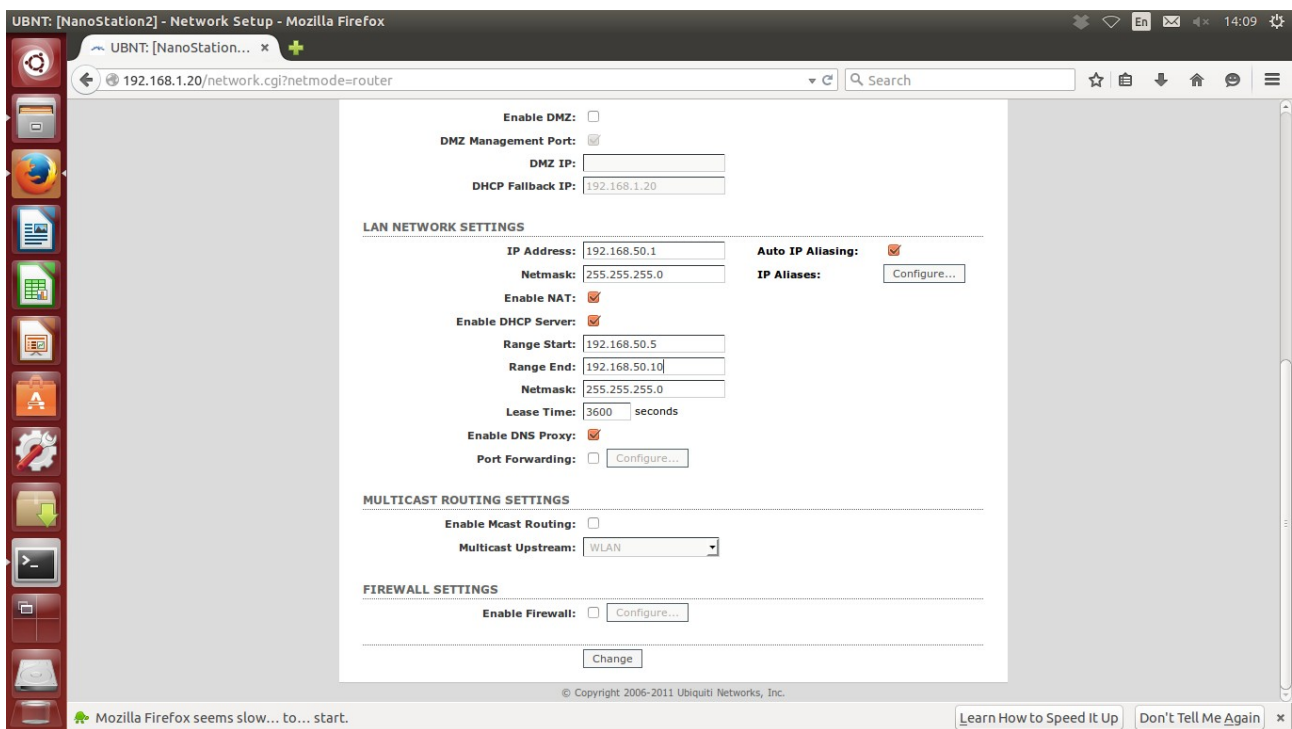 UBNT: [NanoStation2] - Network Setup - Mozilla Firefox En 14:09
UBNT: [NanoStation... ×
192.168.1.20/network.cgi?netmode=router Search
Enable DMZ:
DMZ Management Port:
DMZ IP:
DHCP Fallback IP: 192.168.1.20
LAN NETWORK SETTINGS
IP Address: 192.168.50.1 Auto IP Aliasing:
Netmask: 255.255.255.0 IP Aliases: Configure...
Enable NAT:
Enable DHCP Server:
Range Start: 192.168.50.5
Range End: 192.168.50.10
Netmask: 255.255.255.0
Lease Time: 3600 seconds
Enable DNS Proxy:
Port Forwarding: Configure...
MULTICAST ROUTING SETTINGS
Enable Mcast Routing:
Multicast Upstream: WLAN
FIREWALL SETTINGS
Enable Firewall: Configure...
Change
© Copyright 2006-2011 Ubiquiti Networks, Inc.
Mozilla Firefox seems slow... to... start. Learn How to Speed It Up Don't Tell Me Again ×